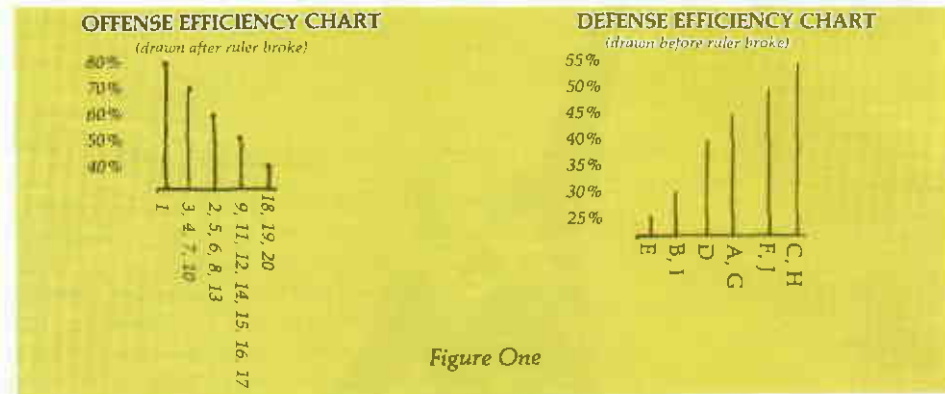 OFFENSE EFFICIENCY CHART
(drawn after ruler broke)
80%
70%
60%
50%
40%
1
3, 4, 7, 10
2, 5, 6, 8, 13
9, 11, 12, 14, 15, 16, 17
18, 19, 20
DEFENSE EFFICIENCY CHART
(drawn before ruler broke)
55%
50%
45%
40%
35%
30%
25%
E
B, I
D
A, G
F, J
C, H
Figure One